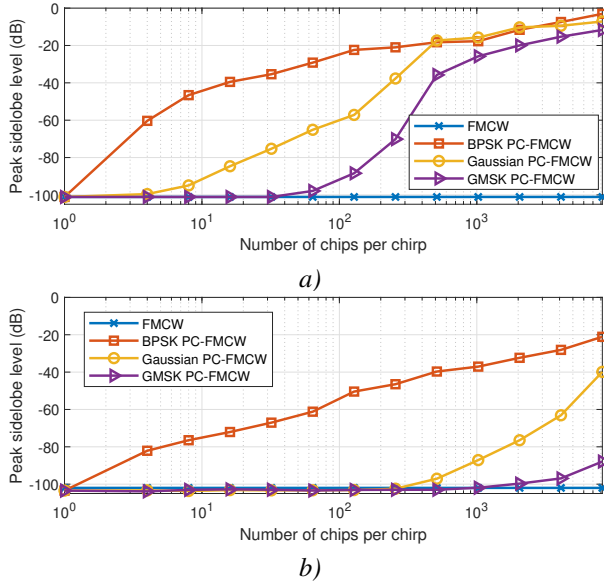 0
-20
-40
-60
-80
-100
Peak sidelobe level (dB)
FMCW
BPSK PC-FMCW
Gaussian PC-FMCW
GMSK PC-FMCW
10^0 10^1 10^2 10^3
Number of chips per chirp
a)
0
-20
-40
-60
-80
-100
Peak sidelobe level (dB)
FMCW
BPSK PC-FMCW
Gaussian PC-FMCW
GMSK PC-FMCW
10^0 10^1 10^2 10^3
Number of chips per chirp
b)